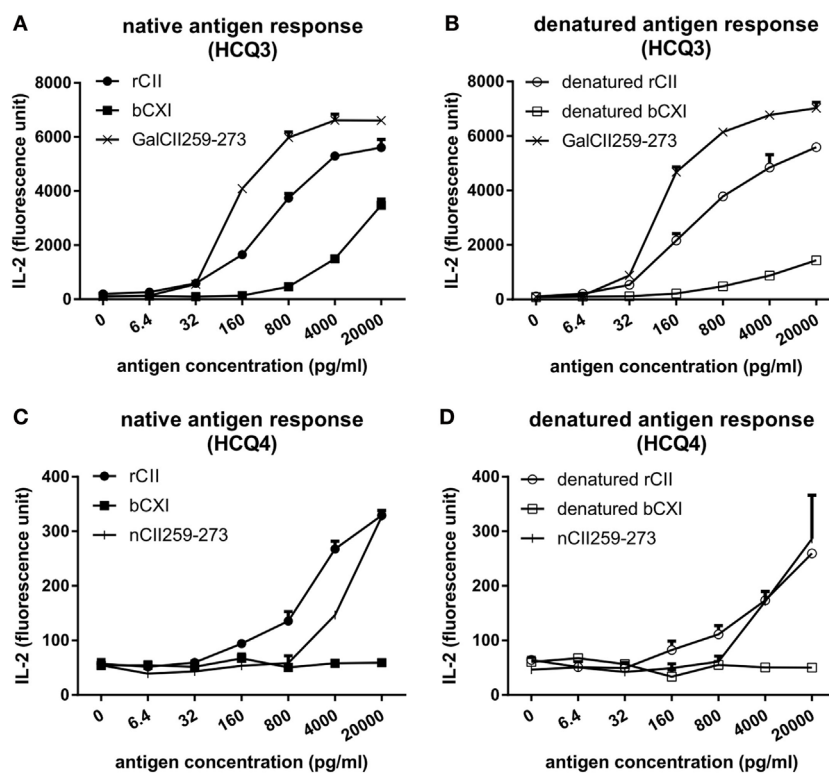 A
native antigen response
(HCQ3)
rCII
bCXI
GalCII259-273
IL-2 (fluorescence unit)
8000
6000
4000
2000
0
0
6.4
32
160
800
4000
20000
antigen concentration (pg/ml)
B
denatured antigen response
(HCQ3)
denatured rCII
denatured bCXI
GalCII259-273
IL-2 (fluorescence unit)
8000
6000
4000
2000
0
0
6.4
32
160
800
4000
20000
antigen concentration (pg/ml)
C
native antigen response
(HCQ4)
rCII
bCXI
nCII259-273
IL-2 (fluorescence unit)
400
300
200
100
0
0
6.4
32
160
800
4000
20000
antigen concentration (pg/ml)
D
denatured antigen response
(HCQ4)
denatured rCII
denatured bCXI
nCII259-273
IL-2 (fluorescence unit)
400
300
200
100
0
0
6.4
32
160
800
4000
20000
antigen concentration (pg/ml)